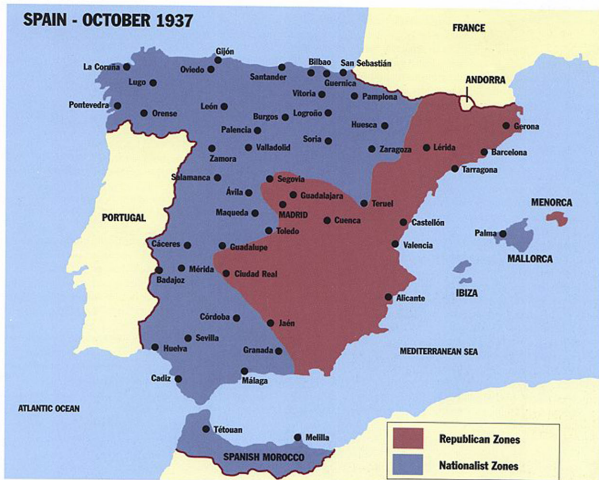 SPAIN - OCTOBER 1937
FRANCE
Gijón
La Coruña
Oviedo
Santander
Bilbao
San Sebastián
Guernica
ANDORRA
Lugo
Vitoria
Pamplona
Pontevedra
Orense
León
Burgos
Logroño
Huesca
Gerona
Palencia
Soria
Zamora
Valladolid
Zaragoza
Lérida
Barcelona
Tarragona
Salamanca
Segovia
Ávila
Guadalajara
MENORCA
Maqueda
MADRID
Teruel
PORTUGAL
Cuenca
Castellón
Toledo
Palma
Cáceres
Guadalupe
Valencia
MALLORCA
Mérida
Badajoz
Ciudad Real
IBIZA
Alicante
Córdoba
Jaén
Sevilla
Huelva
Granada
MEDITERRANEAN SEA
Cadiz
Málaga
ATLANTIC OCEAN
Tétouan
Melilla
SPANISH MOROCCO
Republican Zones
Nationalist Zones